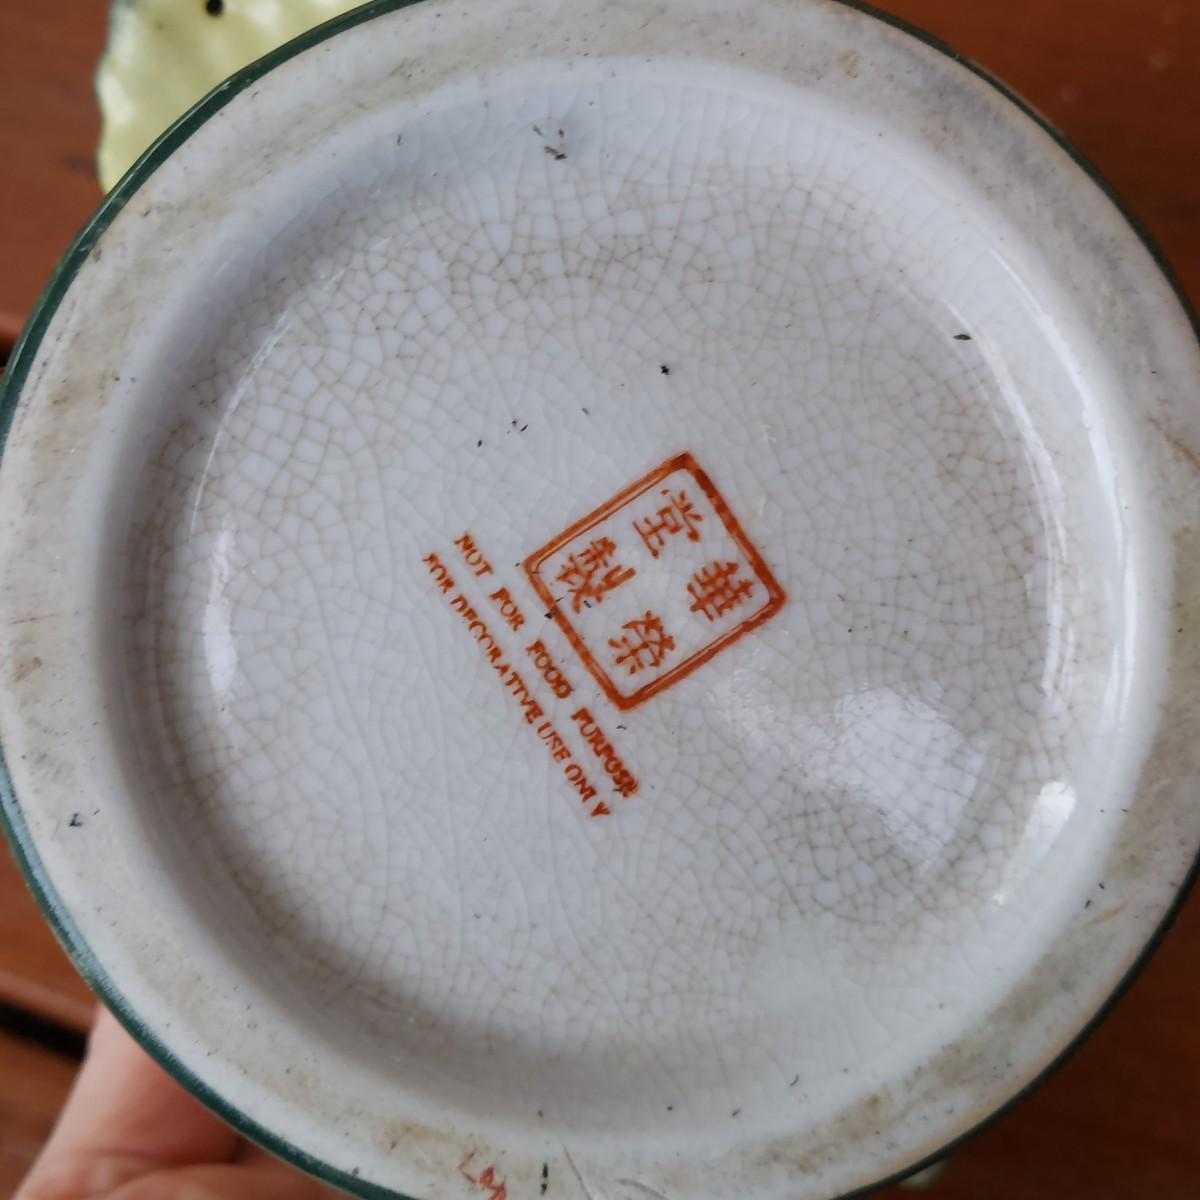 華榮
堂製
NOT FOR FOOD PURPOSE
FOR DECORATIVE USE ONLY